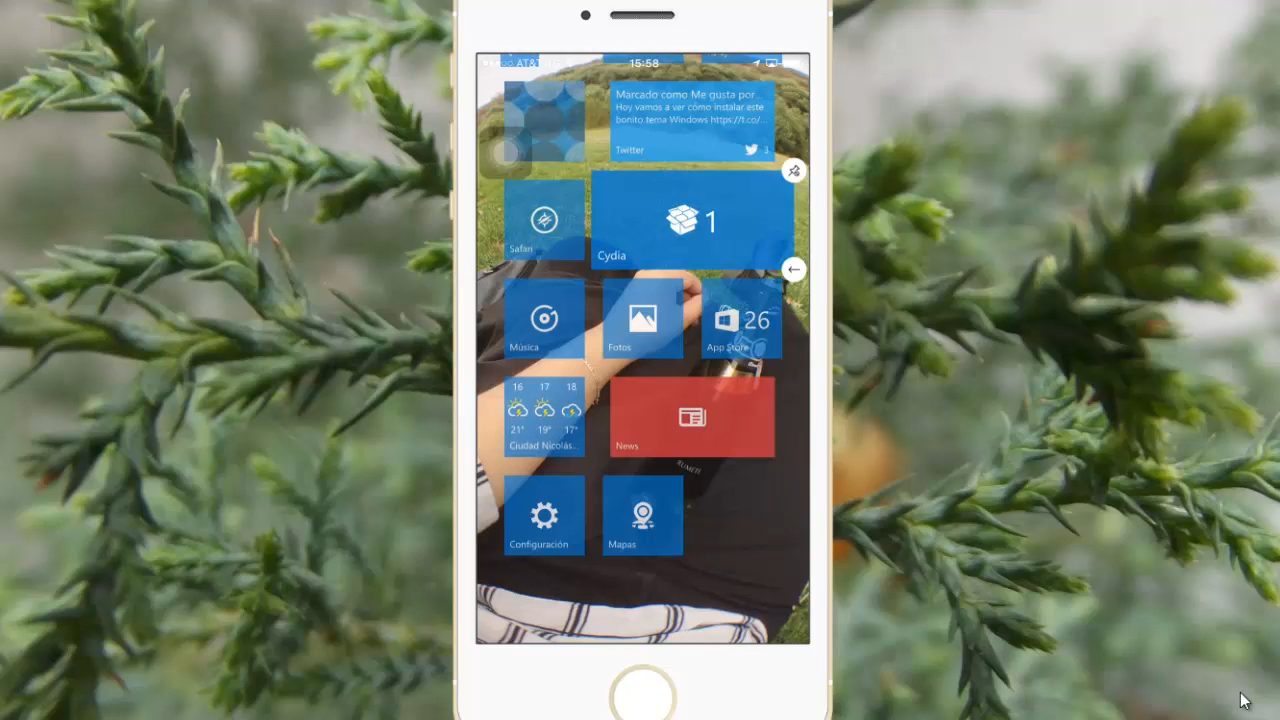 AT&T
15:58
Marcado como Me gusta por...
Hoy vamos a ver cómo instalar este
bonito tema Windows https://t.co/...
Twitter 3
Safari
1
Cydia
Música
Fotos
26
App Store
16 17 18
21° 19° 17°
Ciudad Nicolás...
News
Configuración
Mapas